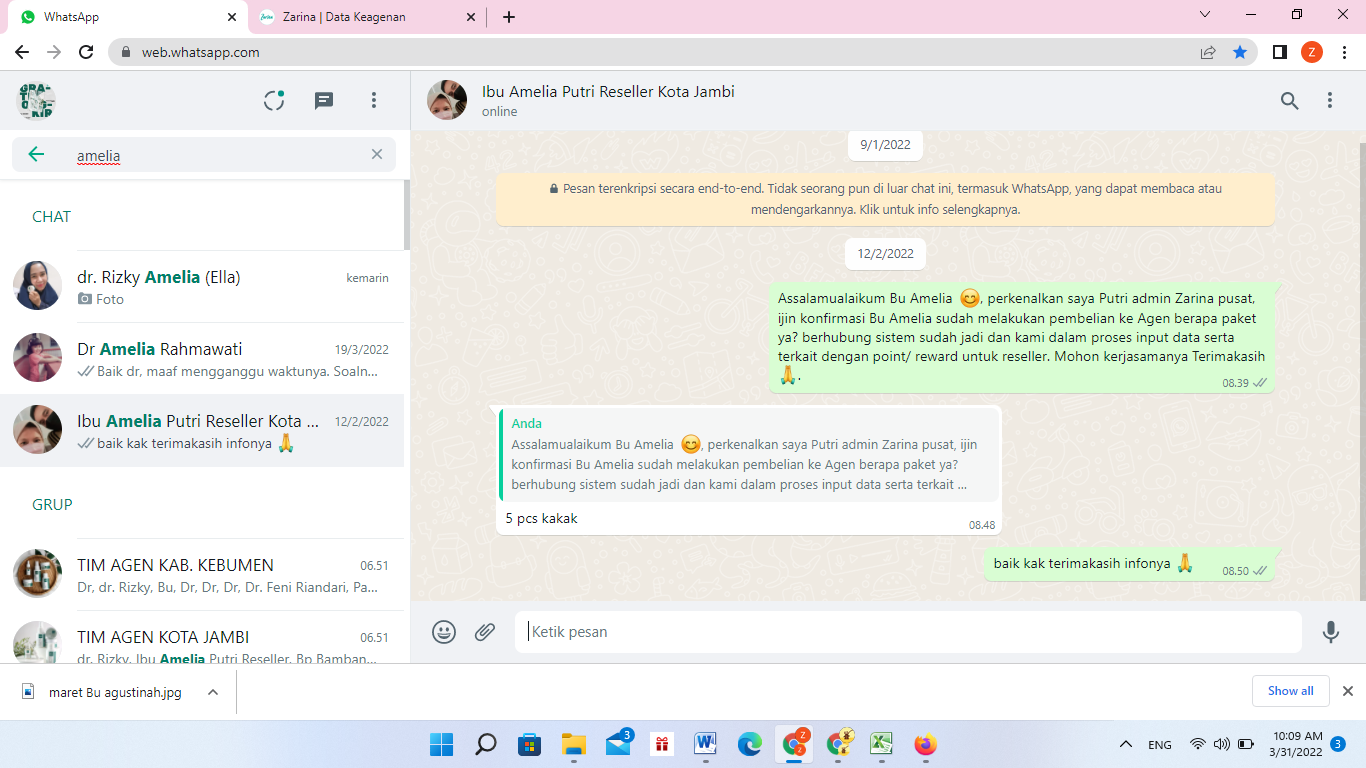 WhatsApp
Zarina | Data Keagenan
web.whatsapp.com
Z
amelia
CHAT
dr. Rizky Amelia (Ella)
kemarin
Foto
Dr Amelia Rahmawati
19/3/2022
Baik dr, maaf mengganggu waktunya. Soaln...
Ibu Amelia Putri Reseller Kota ...
12/2/2022
baik kak terimakasih infonya 🙏
GRUP
TIM AGEN KAB. KEBUMEN
06.51
Dr, dr. Rizky, Bu, Dr, Dr, Dr, Dr. Feni Riandari, Pa...
TIM AGEN KOTA JAMBI
06.51
dr. Rizky, Ibu Amelia Putri Reseller, Bp Bamban...
Ibu Amelia Putri Reseller Kota Jambi
online
9/1/2022
Pesan terenkripsi secara end-to-end. Tidak seorang pun di luar chat ini, termasuk WhatsApp, yang dapat membaca atau
mendengarkannya. Klik untuk info selengkapnya.
12/2/2022
Assalamualaikum Bu Amelia 😊, perkenalkan saya Putri admin Zarina pusat,
ijin konfirmasi Bu Amelia sudah melakukan pembelian ke Agen berapa paket
ya? berhubung sistem sudah jadi dan kami dalam proses input data serta
terkait dengan point/ reward untuk reseller. Mohon kerjasamanya Terimakasih
🙏.
08.39
Anda
Assalamualaikum Bu Amelia 😊, perkenalkan saya Putri admin Zarina pusat, ijin
konfirmasi Bu Amelia sudah melakukan pembelian ke Agen berapa paket ya?
berhubung sistem sudah jadi dan kami dalam proses input data serta terkait ...
5 pcs kakak
08.48
baik kak terimakasih infonya 🙏
08.50
Ketik pesan
maret Bu agustinah.jpg
Show all
3
Z
ENG
10:09 AM
3/31/2022
3